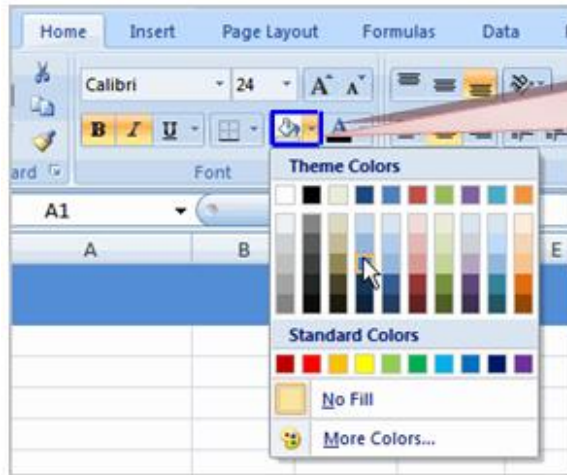 Home Insert Page Layout Formulas Data
Calibri 24 A A
B I U A
ard Font
Theme Colors
A1
A B E
Standard Colors
No Fill
More Colors...